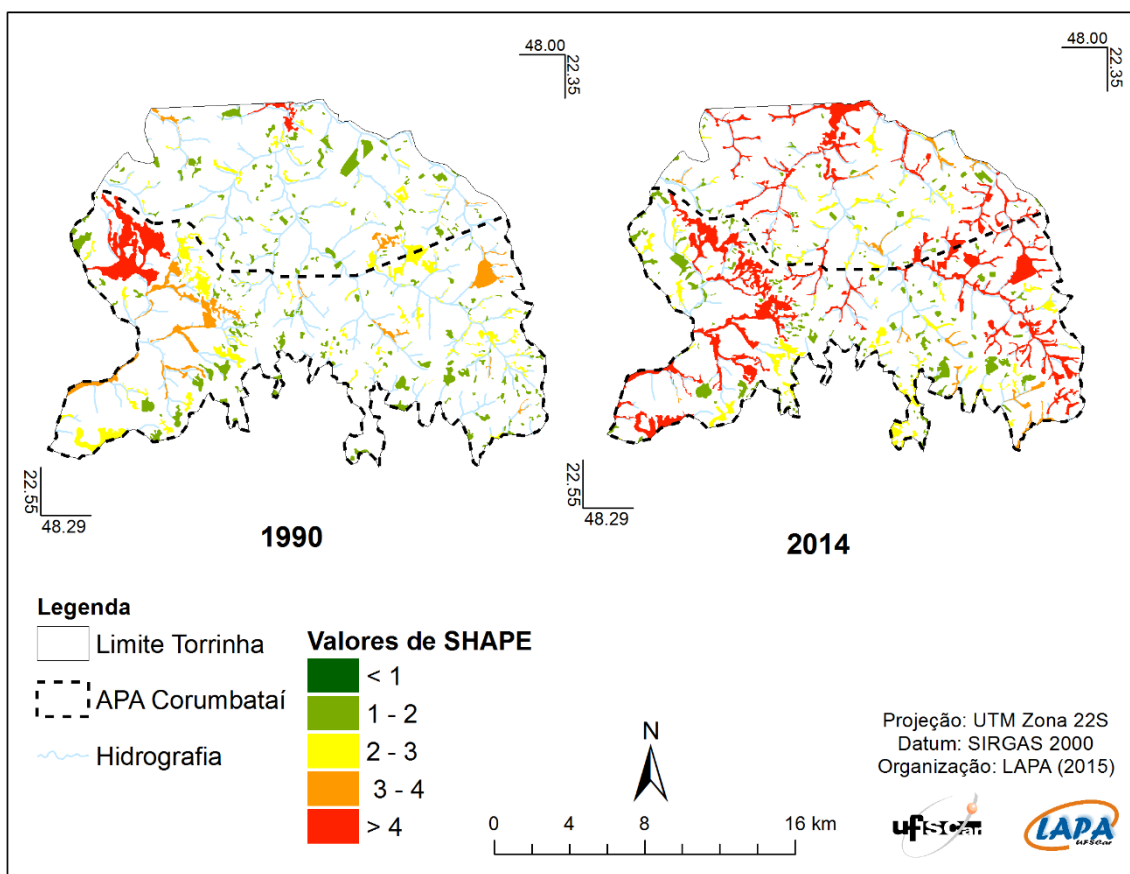 48.00
22.35
48.00
22.35
22.55
48.29
1990
22.55
48.29
2014
Legenda
Limite Torrinha
APA Corumbataí
Hidrografia
Valores de SHAPE
< 1
1 - 2
2 - 3
3 - 4
> 4
N
0 4 8 16 km
Projeção: UTM Zona 22S
Datum: SIRGAS 2000
Organização: LAPA (2015)
ufscar
LAPA
UFSCar